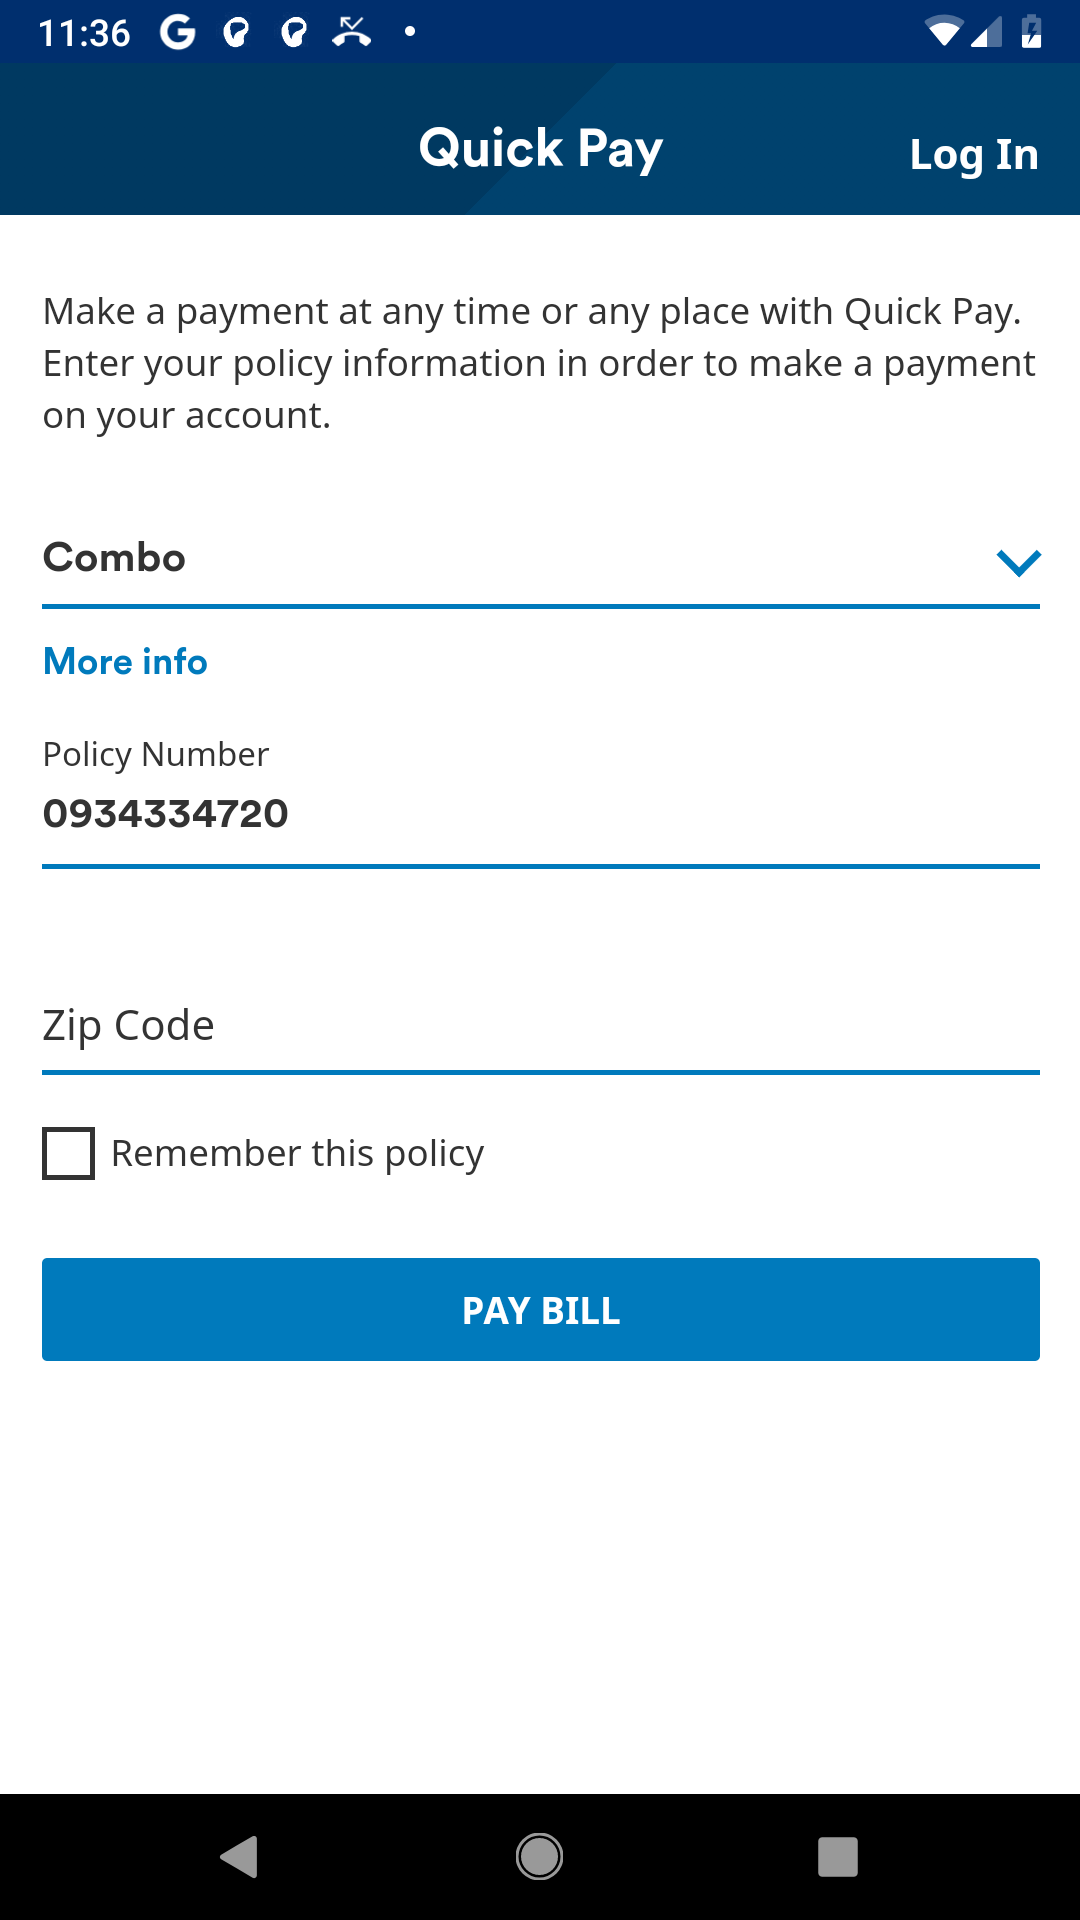 11:36
Quick Pay
Log In
Make a payment at any time or any place with Quick Pay.
Enter your policy information in order to make a payment
on your account.
Combo
More info
Policy Number
0934334720
Zip Code
Remember this policy
PAY BILL